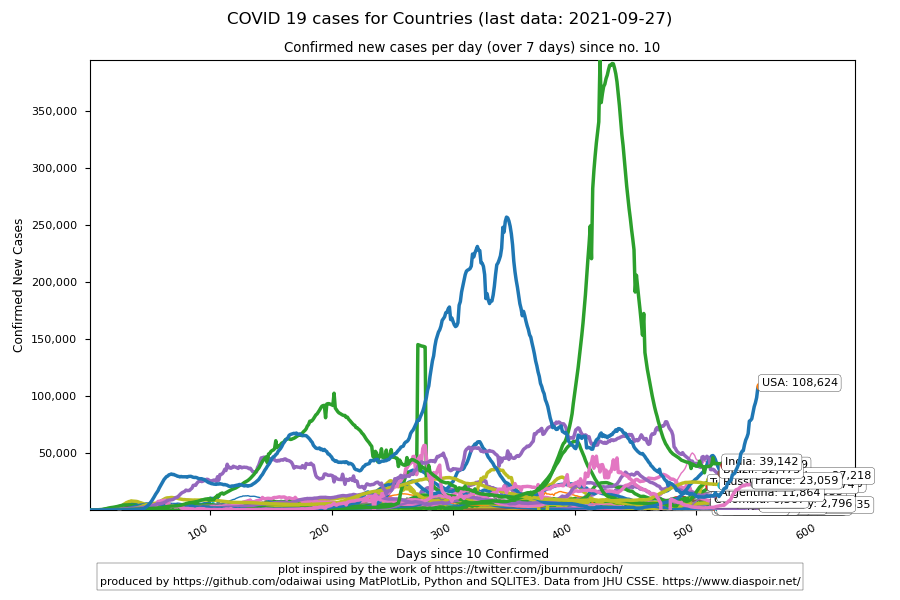 COVID 19 cases for Countries (last data: 2021-09-27)
Confirmed new cases per day (over 7 days) since no. 10
350,000
300,000
250,000
200,000
150,000
100,000
50,000
Confirmed New Cases
USA: 108,624
India: 39,142
France: 23,059
Argentina: 11,864
2,796
100
200
300
400
500
600
Days since 10 Confirmed
plot inspired by the work of https://twitter.com/jburnmurdoch/
produced by https://github.com/odaiwai using MatPlotLib, Python and SQLITE3. Data from JHU CSSE. https://www.diaspoir.net/